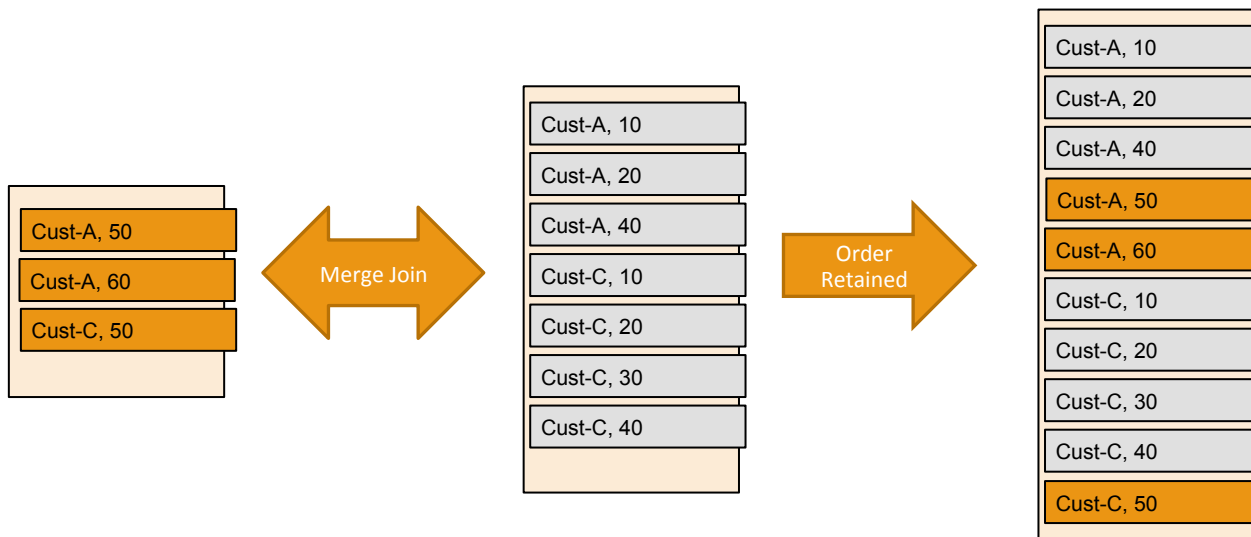 Cust-A, 50
Cust-A, 60
Cust-C, 50
Merge Join
Cust-A, 10
Cust-A, 20
Cust-A, 40
Cust-C, 10
Cust-C, 20
Cust-C, 30
Cust-C, 40
Order
Retained
Cust-A, 10
Cust-A, 20
Cust-A, 40
Cust-A, 50
Cust-A, 60
Cust-C, 10
Cust-C, 20
Cust-C, 30
Cust-C, 40
Cust-C, 50